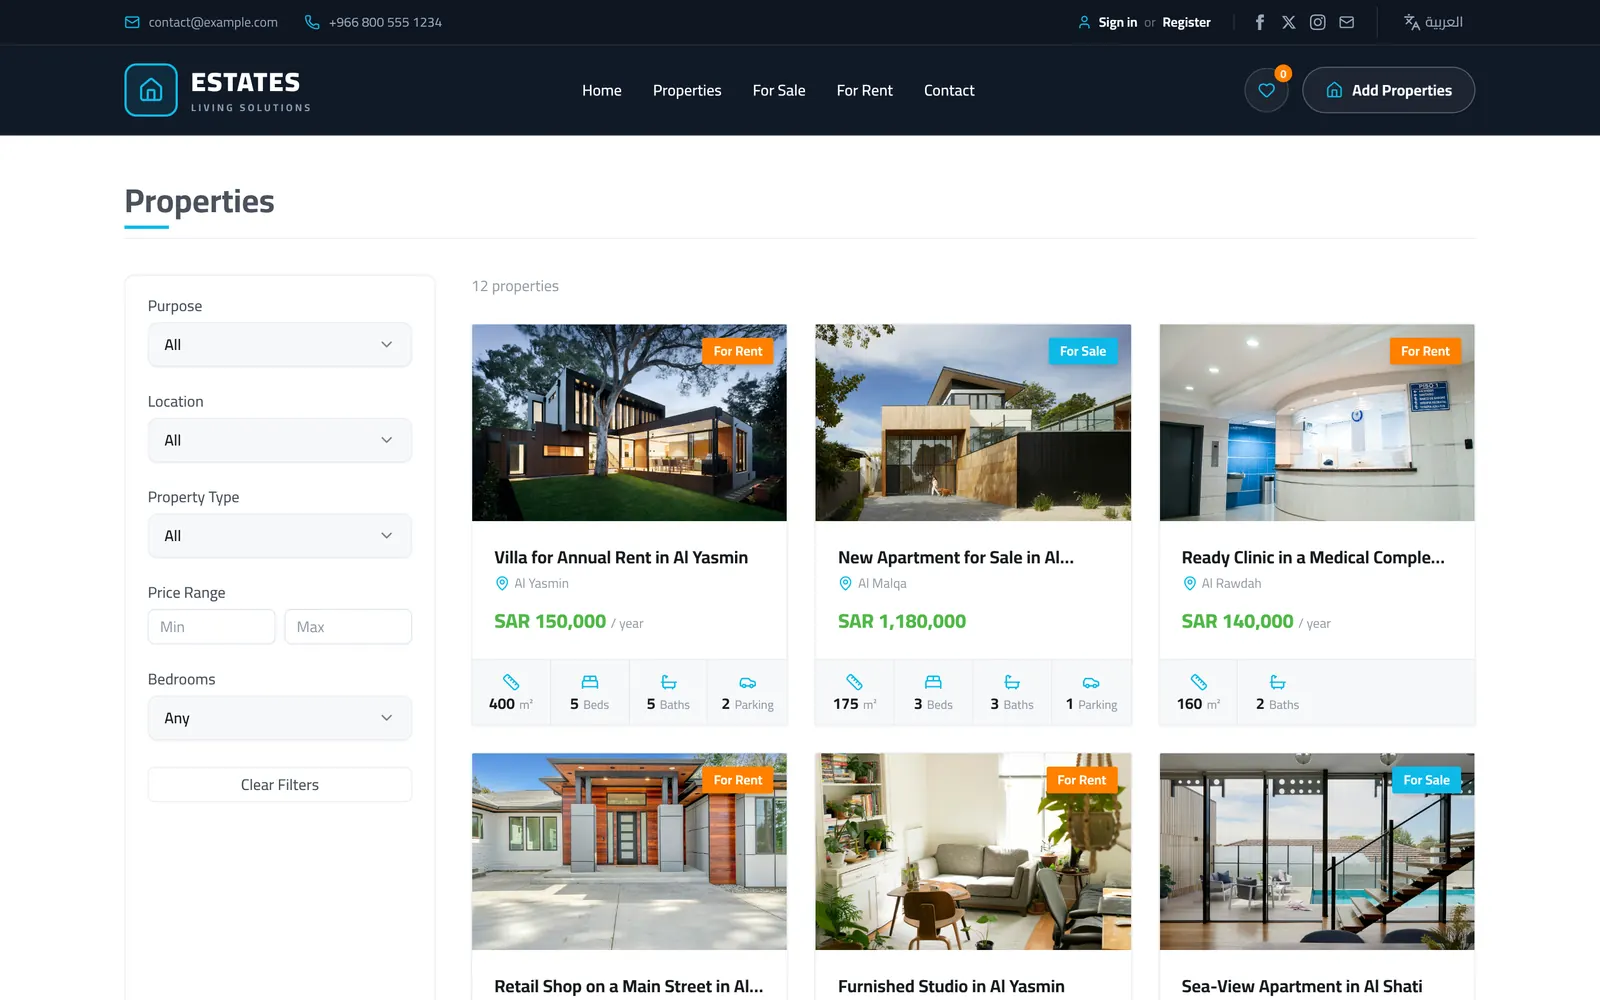 contact@example.com
+966 800 555 1234
Sign in or Register
العربية
ESTATES
LIVING SOLUTIONS
Home
Properties
For Sale
For Rent
Contact
0
Add Properties
Properties
Purpose
All
Location
All
Property Type
All
Price Range
Min
Max
Bedrooms
Any
Clear Filters
12 properties
For Rent
Villa for Annual Rent in Al Yasmin
Al Yasmin
SAR 150,000 / year
400 m²
5 Beds
5 Baths
2 Parking
For Sale
New Apartment for Sale in Al...
Al Malqa
SAR 1,180,000
175 m²
3 Beds
3 Baths
1 Parking
For Rent
PISO 1
Ready Clinic in a Medical Comple...
Al Rawdah
SAR 140,000 / year
160 m²
2 Baths
For Rent
Retail Shop on a Main Street in Al...
For Rent
Furnished Studio in Al Yasmin
For Sale
Sea-View Apartment in Al Shati